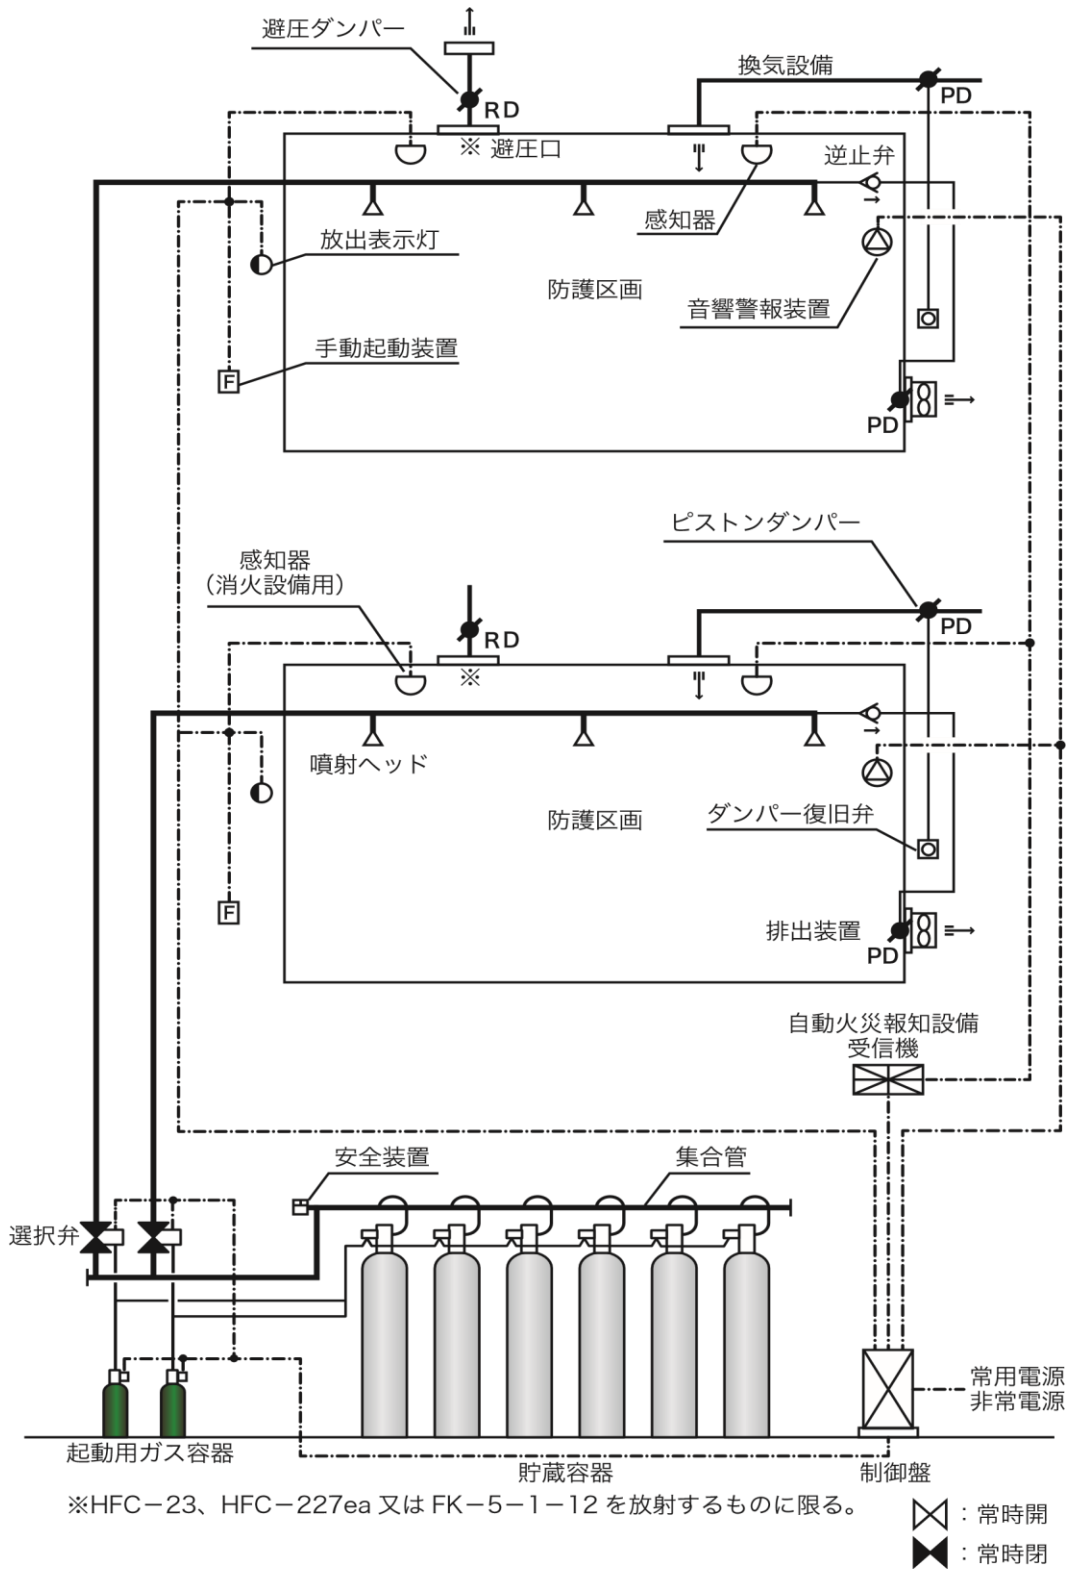 避圧ダンパー
換気設備
RD
PD
※ 避圧口
逆止弁
感知器
放出表示灯
防護区画
音響警報装置
手動起動装置
F
PD
ピストンダンパー
感知器
（消火設備用）
RD
PD
※
噴射ヘッド
防護区画
ダンパー復旧弁
F
排出装置
PD
自動火災報知設備
受信機
安全装置
集合管
選択弁
常用電源
非常電源
起動用ガス容器
貯蔵容器
制御盤
※HFC－23、HFC－227ea 又は FK－5－1－12 を放射するものに限る。
：常時開
：常時閉